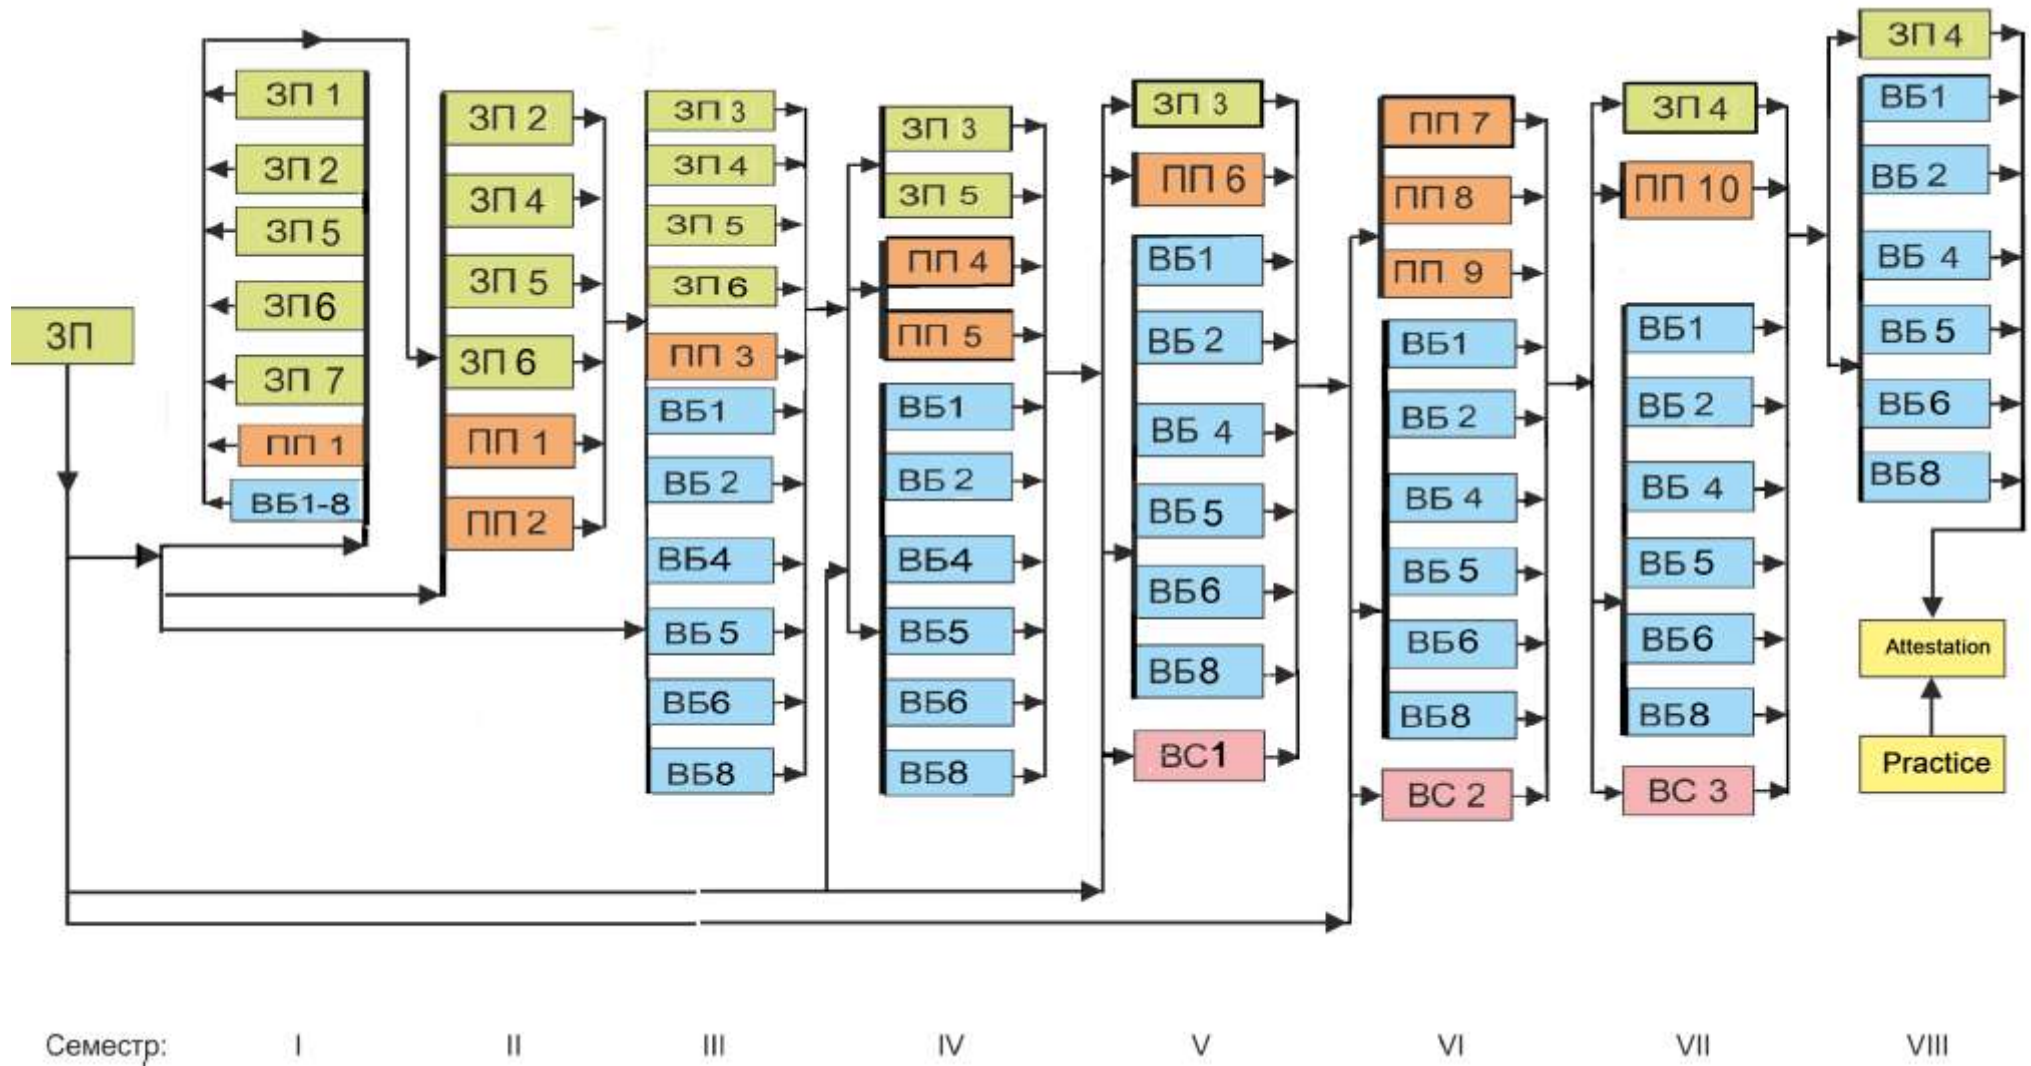 ЗП
ЗП 1
ЗП 2
ЗП 5
ЗП6
ЗП 7
ПП 1
ВБ1-8
ЗП 2
ЗП 4
ЗП 5
ЗП 6
ПП 1
ПП 2
ЗП 3
ЗП 4
ЗП 5
ЗП 6
ПП 3
ВБ1
ВБ 2
ВБ4
ВБ 5
ВБ6
ВБ8
ЗП 3
ЗП 5
ПП 4
ПП 5
ВБ1
ВБ 2
ВБ4
ВБ5
ВБ6
ВБ8
ЗП 3
ПП 6
ВБ1
ВБ 2
ВБ 4
ВБ5
ВБ6
ВБ8
ВС1
ПП 7
ПП 8
ПП 9
ВБ1
ВБ 2
ВБ 4
ВБ 5
ВБ6
ВБ8
ВС 2
ЗП 4
ПП 10
ВБ1
ВБ 2
ВБ 4
ВБ 5
ВБ6
ВБ8
ВС 3
ЗП 4
ВБ1
ВБ 2
ВБ 4
ВБ 5
ВБ6
ВБ8
Attestation
Practice
Семестр: I II III IV V VI VII VIII